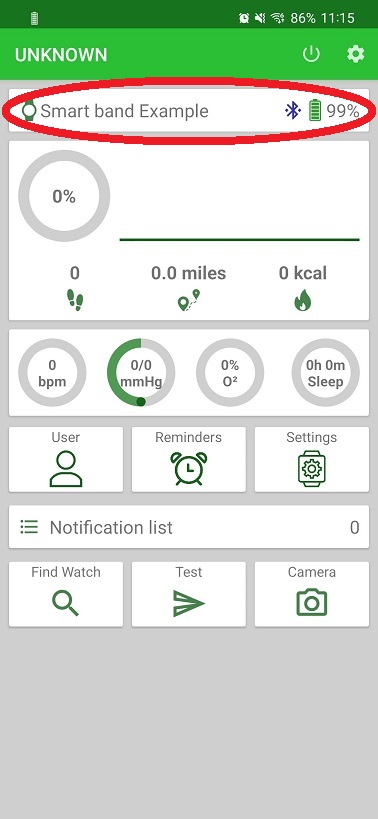 86% 11:15
UNKNOWN
Smart band Example 99%
0%
0 0.0 miles 0 kcal
0 0/0 0% 0h 0m
bpm mmHg O² Sleep
User Reminders Settings
Notification list 0
Find Watch Test Camera